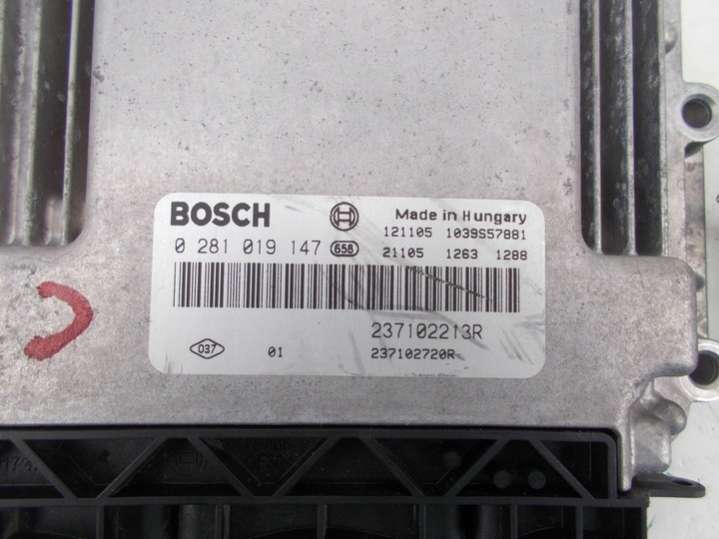 BOSCH
Made in Hungary
121105 1039S57881
0 281 019 147 658
21105 1263 1288
237102213R
037
01
237102720R